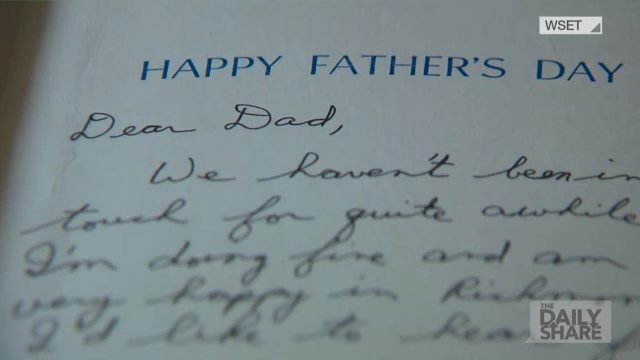 WSET
HAPPY FATHER'S DAY
Dear Dad,
We haven't been in
touch for quite awhile
I'm doing fine and am
very happy in
I'd like to hear
THE
DAILY
SHARE